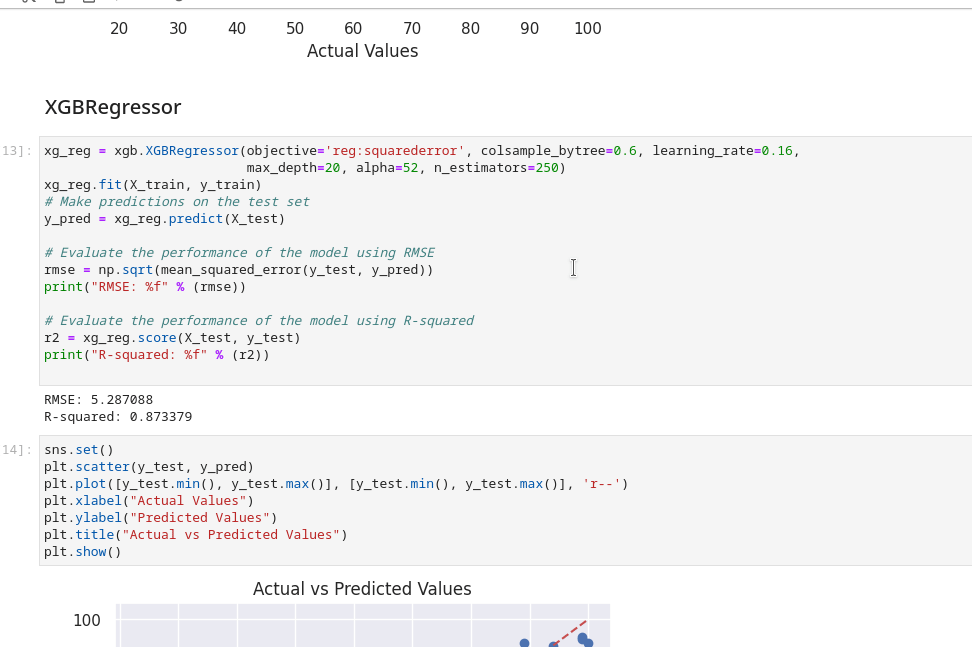 20 30 40 50 60 70 80 90 100
Actual Values
XGBRegressor
13]:
xg_reg = xgb.XGBRegressor(objective='reg:squarederror', colsample_bytree=0.6, learning_rate=0.16,
                          max_depth=20, alpha=52, n_estimators=250)
xg_reg.fit(X_train, y_train)
# Make predictions on the test set
y_pred = xg_reg.predict(X_test)
# Evaluate the performance of the model using RMSE
rmse = np.sqrt(mean_squared_error(y_test, y_pred))
print("RMSE: %f" % (rmse))
# Evaluate the performance of the model using R-squared
r2 = xg_reg.score(X_test, y_test)
print("R-squared: %f" % (r2))
RMSE: 5.287088
R-squared: 0.873379
14]:
sns.set()
plt.scatter(y_test, y_pred)
plt.plot([y_test.min(), y_test.max()], [y_test.min(), y_test.max()], 'r--')
plt.xlabel("Actual Values")
plt.ylabel("Predicted Values")
plt.title("Actual vs Predicted Values")
plt.show()
Actual vs Predicted Values
100